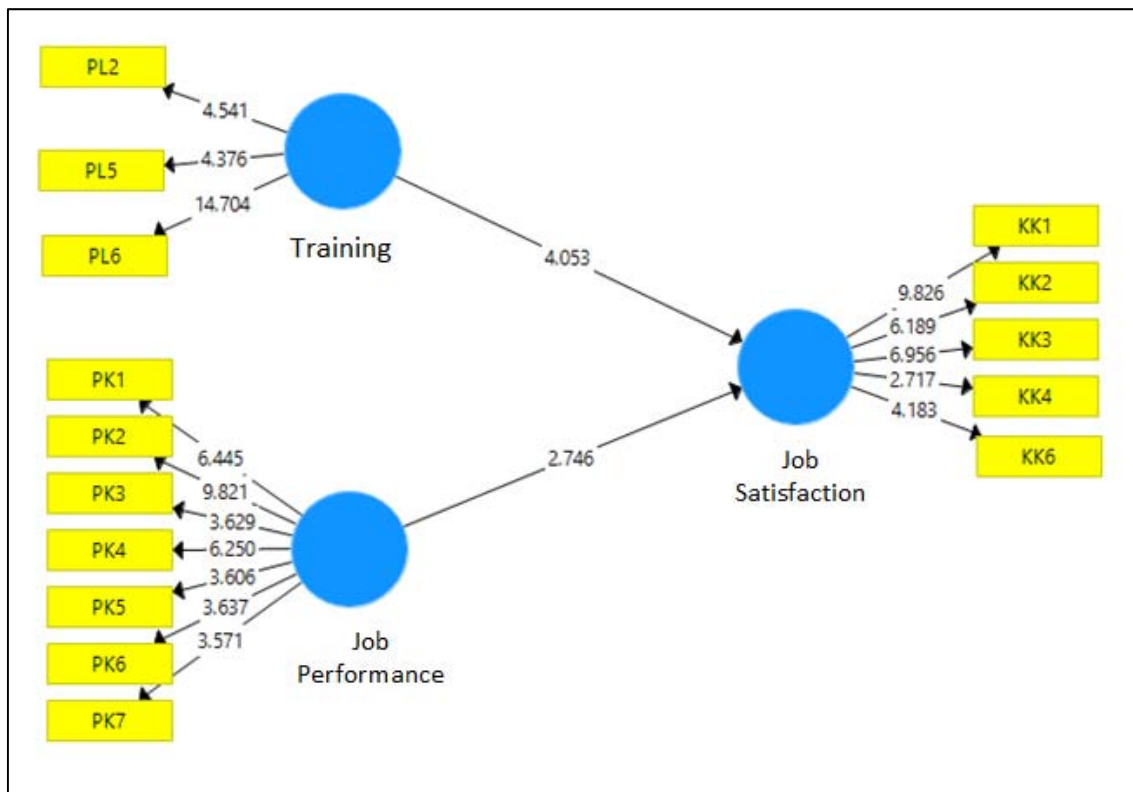 PL2
4.541
PL5
4.376
14.704
PL6
Training
4.053
KK1
9.826
KK2
6.189
KK3
6.956
2.717
KK4
4.183
KK6
Job
Satisfaction
PK1
6.445
PK2
9.821
PK3
3.629
PK4
6.250
3.606
PK5
3.637
3.571
PK6
PK7
2.746
Job
Performance